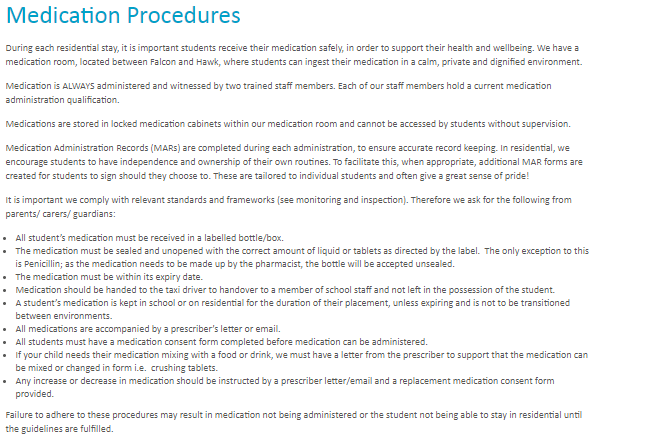 Medication Procedures
During each residential stay, it is important students receive their medication safely, in order to support their health and wellbeing. We have a
medication room, located between Falcon and Hawk, where students can ingest their medication in a calm, private and dignified environment.
Medication is ALWAYS administered and witnessed by two trained staff members. Each of our staff members hold a current medication
administration qualification.
Medications are stored in locked medication cabinets within our medication room and cannot be accessed by students without supervision.
Medication Administration Records (MARs) are completed during each administration, to ensure accurate record keeping. In residential, we
encourage students to have independence and ownership of their own routines. To facilitate this, when appropriate, additional MAR forms are
created for students to sign should they choose to. These are tailored to individual students and often give a great sense of pride!
It is important we comply with relevant standards and frameworks (see monitoring and inspection). Therefore we ask for the following from
parents/ carers/ guardians:
• All student's medication must be received in a labelled bottle/box.
• The medication must be sealed and unopened with the correct amount of liquid or tablets as directed by the label.  The only exception to this
is Penicillin; as the medication needs to be made up by the pharmacist, the bottle will be accepted unsealed.
• The medication must be within its expiry date.
• Medication should be handed to the taxi driver to handover to a member of school staff and not left in the possession of the student.
• A student's medication is kept in school or on residential for the duration of their placement, unless expiring and is not to be transitioned
between environments.
• All medications are accompanied by a prescriber's letter or email.
• All students must have a medication consent form completed before medication can be administered.
• If your child needs their medication mixing with a food or drink, we must have a letter from the prescriber to support that the medication can
be mixed or changed in form i.e.  crushing tablets.
• Any increase or decrease in medication should be instructed by a prescriber letter/email and a replacement medication consent form
provided.
Failure to adhere to these procedures may result in medication not being administered or the student not being able to stay in residential until
the guidelines are fulfilled.